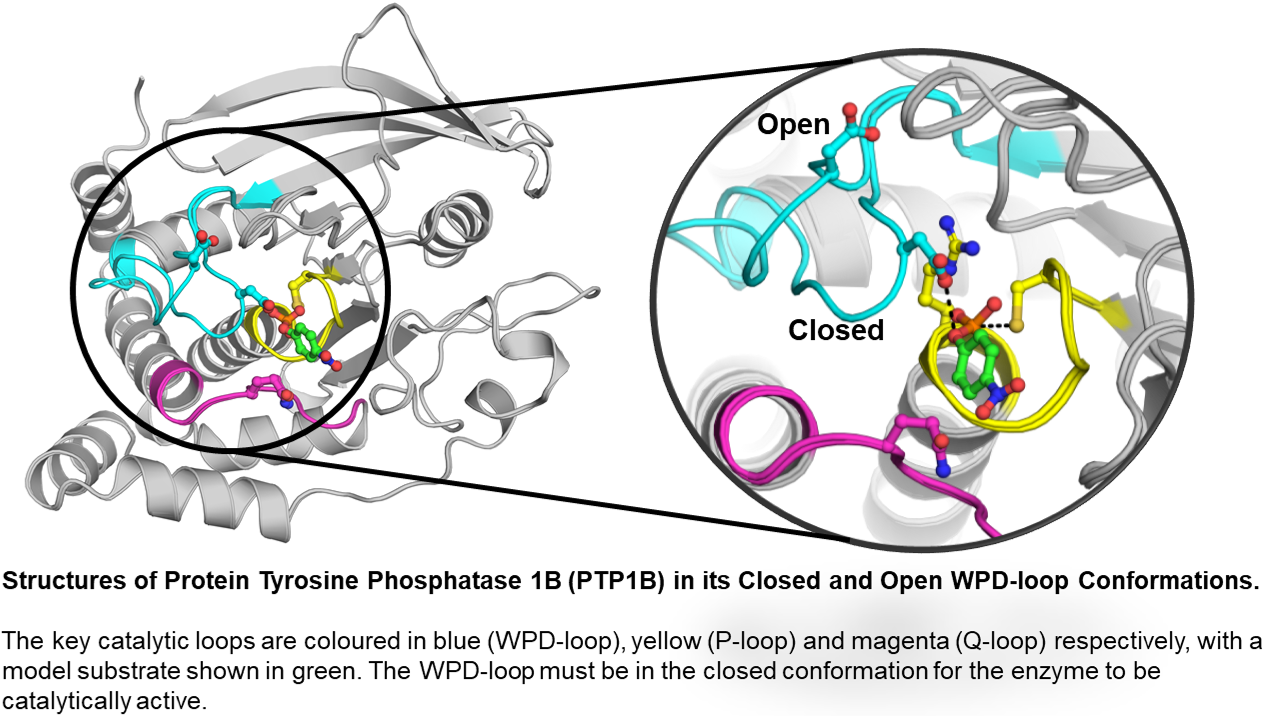 Open
Closed
Structures of Protein Tyrosine Phosphatase 1B (PTP1B) in its Closed and Open WPD-loop Conformations.
The key catalytic loops are coloured in blue (WPD-loop), yellow (P-loop) and magenta (Q-loop) respectively, with a
model substrate shown in green. The WPD-loop must be in the closed conformation for the enzyme to be
catalytically active.